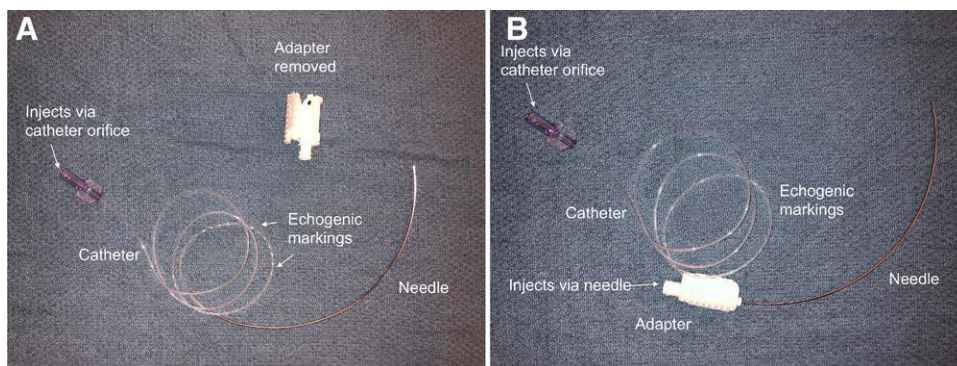 A
Adapter
removed
Injects via
catheter orifice
Echogenic
markings
Catheter
Needle
B
Injects via
catheter orifice
Echogenic
markings
Catheter
Injects via needle
Needle
Adapter